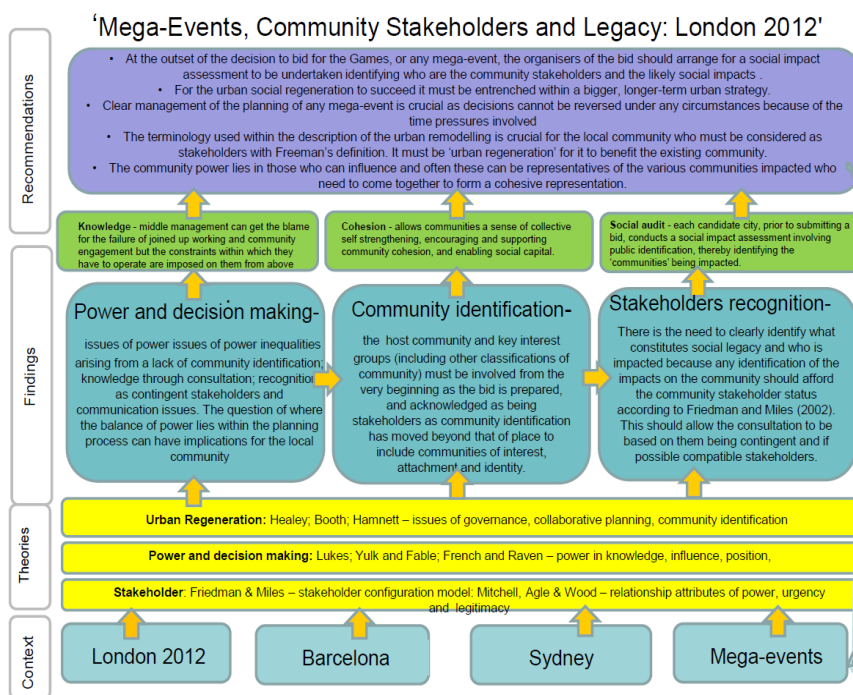 ‘Mega-Events, Community Stakeholders and Legacy: London 2012'
Recommendations
• At the outset of the decision to bid for the Games, or any mega-event, the organisers of the bid should arrange for a social impact
assessment to be undertaken identifying who are the community stakeholders and the likely social impacts .
• For the urban social regeneration to succeed it must be entrenched within a bigger, longer-term urban strategy.
• Clear management of the planning of any mega-event is crucial as decisions cannot be reversed under any circumstances because of the
time pressures involved
• The terminology used within the description of the urban remodelling is crucial for the local community who must be considered as
stakeholders with Freeman's definition. It must be 'urban regeneration' for it to benefit the existing community.
• The community power lies in those who can influence and often these can be representatives of the various communities impacted who
need to come together to form a cohesive representation.
Findings
Knowledge - middle management can get the blame
for the failure of joined up working and community
engagement but the constraints within which they
have to operate are imposed on them from above
Cohesion - allows communities a sense of collective
self strengthening, encouraging and supporting
community cohesion, and enabling social capital.
Social audit - each candidate city, prior to submitting a
bid, conducts a social impact assessment involving
public identification, thereby identifying the
'communities' being impacted.
Power and decision making-
issues of power issues of power inequalities
arising from a lack of community identification;
knowledge through consultation; recognition
as contingent stakeholders and
communication issues. The question of where
the balance of power lies within the planning
process can have implications for the local
community
Community identification-
the host community and key interest
groups (including other classifications of
community) must be involved from the
very beginning as the bid is prepared,
and acknowledged as being
stakeholders as community identification
has moved beyond that of place to
include communities of interest,
attachment and identity.
Stakeholders recognition-
There is the need to clearly identify what
constitutes social legacy and who is
impacted because any identification of the
impacts on the community should afford
the community stakeholder status
according to Friedman and Miles (2002).
This should allow the consultation to be
based on them being contingent and if
possible compatible stakeholders.
Theories
Urban Regeneration: Healey; Booth; Hamnett – issues of governance, collaborative planning, community identification
Power and decision making: Lukes; Yulk and Fable; French and Raven – power in knowledge, influence, position,
Stakeholder: Friedman & Miles – stakeholder configuration model: Mitchell, Agle & Wood – relationship attributes of power, urgency
and legitimacy
Context
London 2012
Barcelona
Sydney
Mega-events